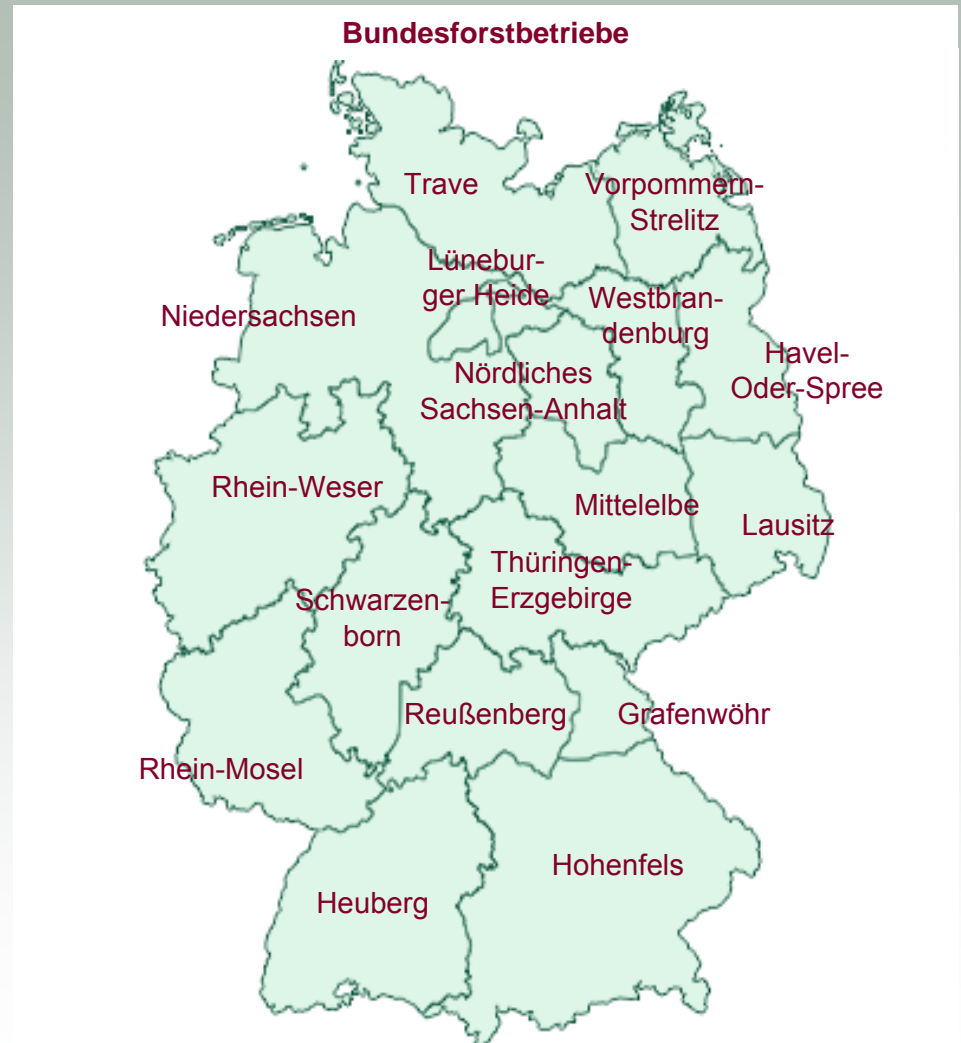 Bundesforstbetriebe
Trave
Vorpommern-
Strelitz
Lünebur-
ger Heide
Westbran-
denburg
Niedersachsen
Havel-
Oder-Spree
Nördliches
Sachsen-Anhalt
Rhein-Weser
Mittelelbe
Lausitz
Thüringen-
Erzgebirge
Schwarzen-
born
Reußenberg
Grafenwöhr
Rhein-Mosel
Hohenfels
Heuberg